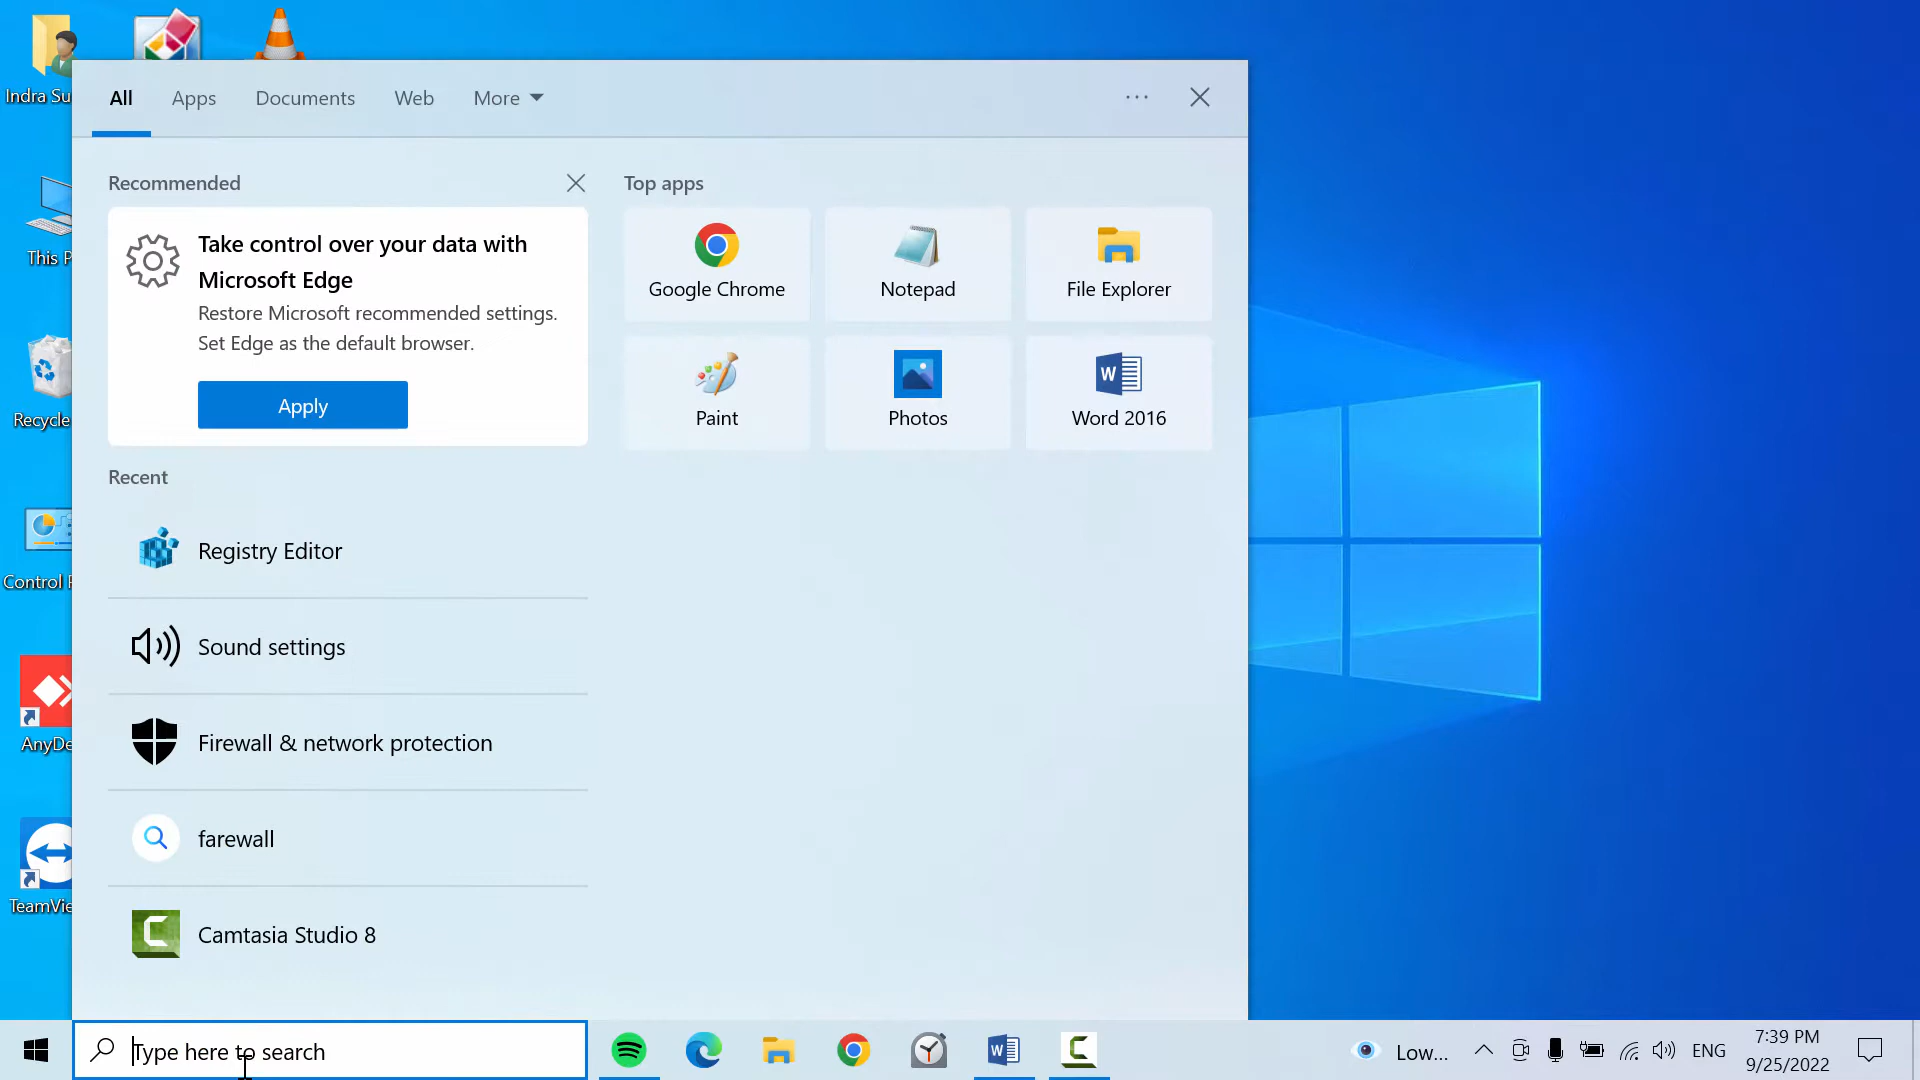 Indra Su
This P
Recycle
Control P
AnyDe
TeamVie
All
Apps
Documents
Web
More
Recommended
Take control over your data with
Microsoft Edge
Restore Microsoft recommended settings.
Set Edge as the default browser.
Apply
Recent
Registry Editor
Sound settings
Firewall & network protection
farewall
Camtasia Studio 8
Top apps
Google Chrome
Notepad
File Explorer
Paint
Photos
Word 2016
Type here to search
Low...
ENG
7:39 PM
9/25/2022